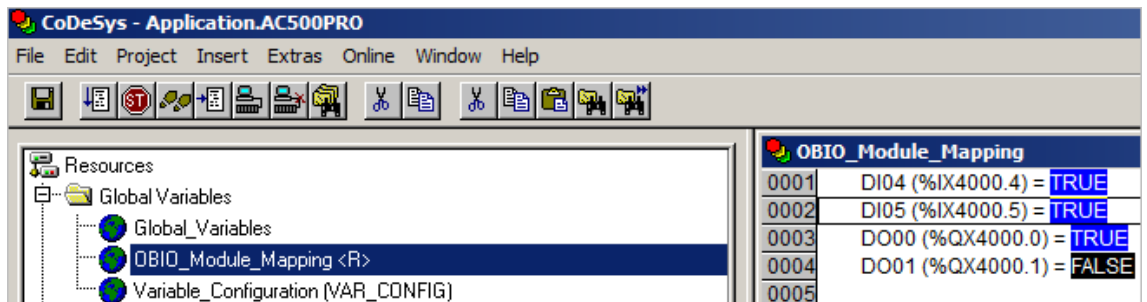 CoDeSys - Application.AC500PRO
File Edit Project Insert Extras Online Window Help
ST
Resources
Global Variables
Global_Variables
OBIO_Module_Mapping <R>
Variable_Configuration (VAR_CONFIG)
OBIO_Module_Mapping
0001 DI04 (%IX4000.4) = TRUE
0002 DI05 (%IX4000.5) = TRUE
0003 DO00 (%QX4000.0) = TRUE
0004 DO01 (%QX4000.1) = FALSE
0005